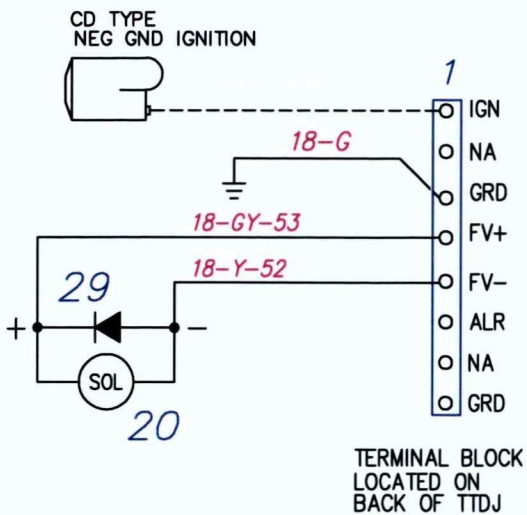 CD TYPE
NEG GND IGNITION
1
IGN
18-G
NA
GRD
18-GY-53
FV+
18-Y-52
FV-
29
+
-
ALR
SOL
NA
20
GRD
TERMINAL BLOCK
LOCATED ON
BACK OF TTDJ